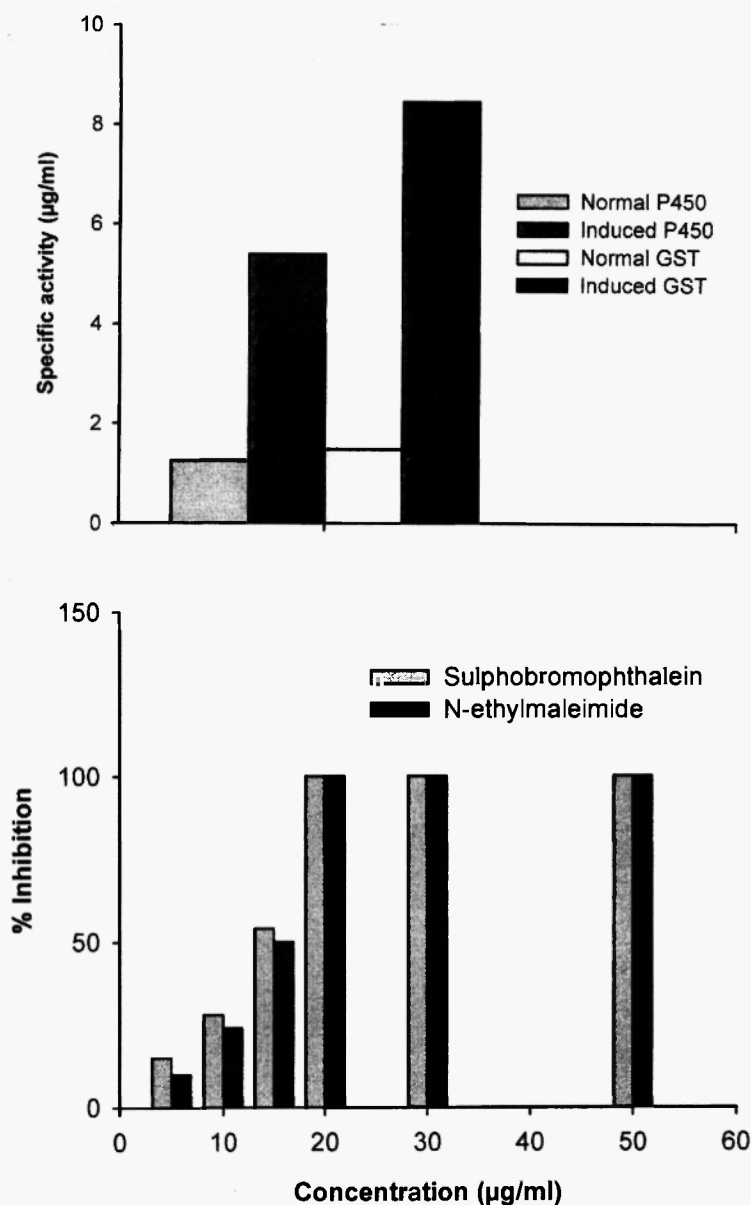 10
8
6
4
2
0
Specific activity (µg/ml)
Normal P450
Induced P450
Normal GST
Induced GST
150
100
50
0
% Inhibition
Sulphobromophthalein
N-ethylmaleimide
0 10 20 30 40 50 60
Concentration (µg/ml)